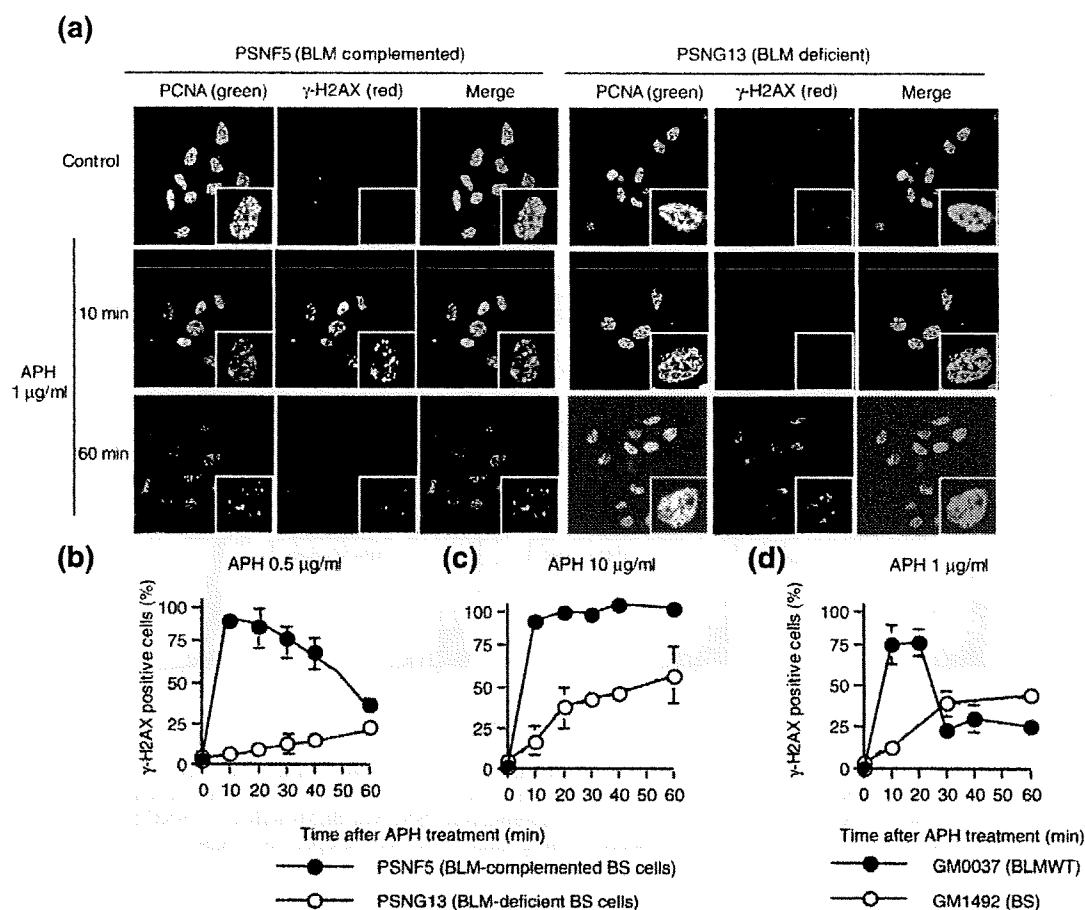 (a)
PSNF5 (BLM complemented) PSNG13 (BLM deficient)
PCNA (green) γ-H2AX (red) Merge PCNA (green) γ-H2AX (red) Merge
Control
10 min
APH
1 μg/ml
60 min
(b) APH 0.5 μg/ml (c) APH 10 μg/ml (d) APH 1 μg/ml
γ-H2AX positive cells (%)
100
75
50
25
0
0 10 20 30 40 50 60
100
75
50
25
0
0 10 20 30 40 50 60
γ-H2AX positive cells (%)
100
75
50
25
0
0 10 20 30 40 50 60
Time after APH treatment (min) Time after APH treatment (min)
PSNF5 (BLM-complemented BS cells) GM0037 (BLMWT)
PSNG13 (BLM-deficient BS cells) GM1492 (BS)